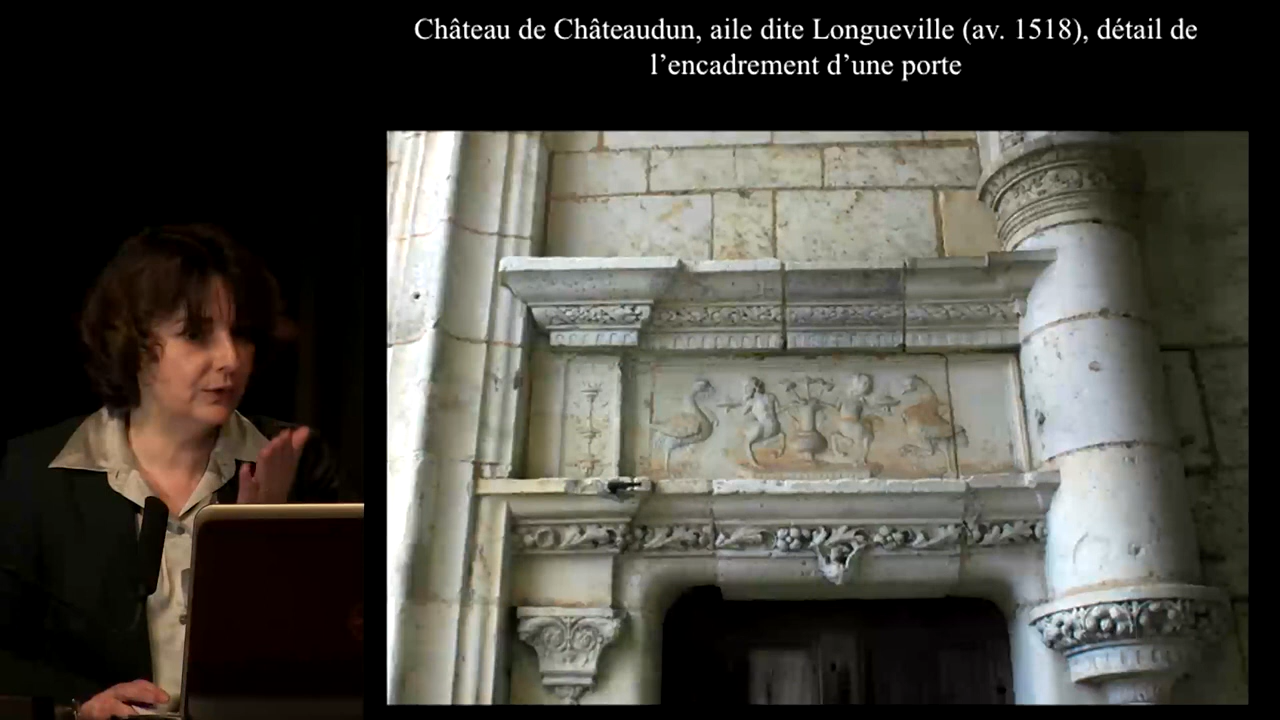 Château de Châteaudun, aile dite Longueville (av. 1518), détail de
l’encadrement d’une porte